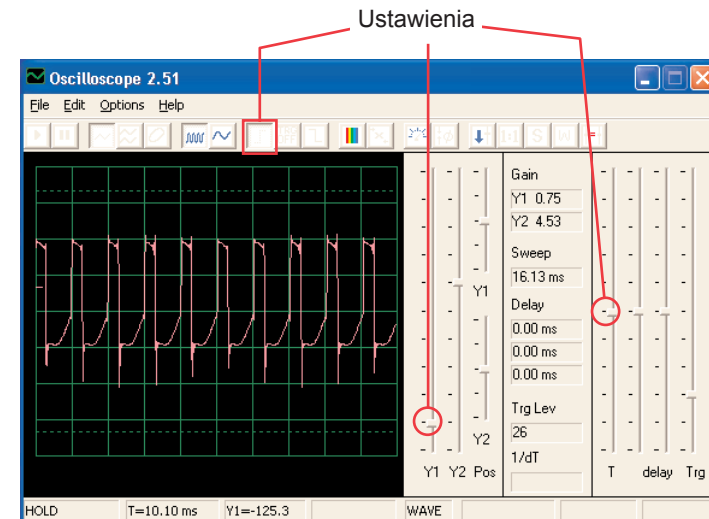 Ustawienia
Oscilloscope 2.51
File Edit Options Help
1:1 S W
Gain
Y1 0.75
Y2 4.53
Sweep
16.13 ms
Y1
Delay
0.00 ms
0.00 ms
0.00 ms
Trg Lev
26
Y2
1/dT
Y1 Y2 Pos
T delay Trg
HOLD T=10.10 ms Y1=-125.3 WAVE